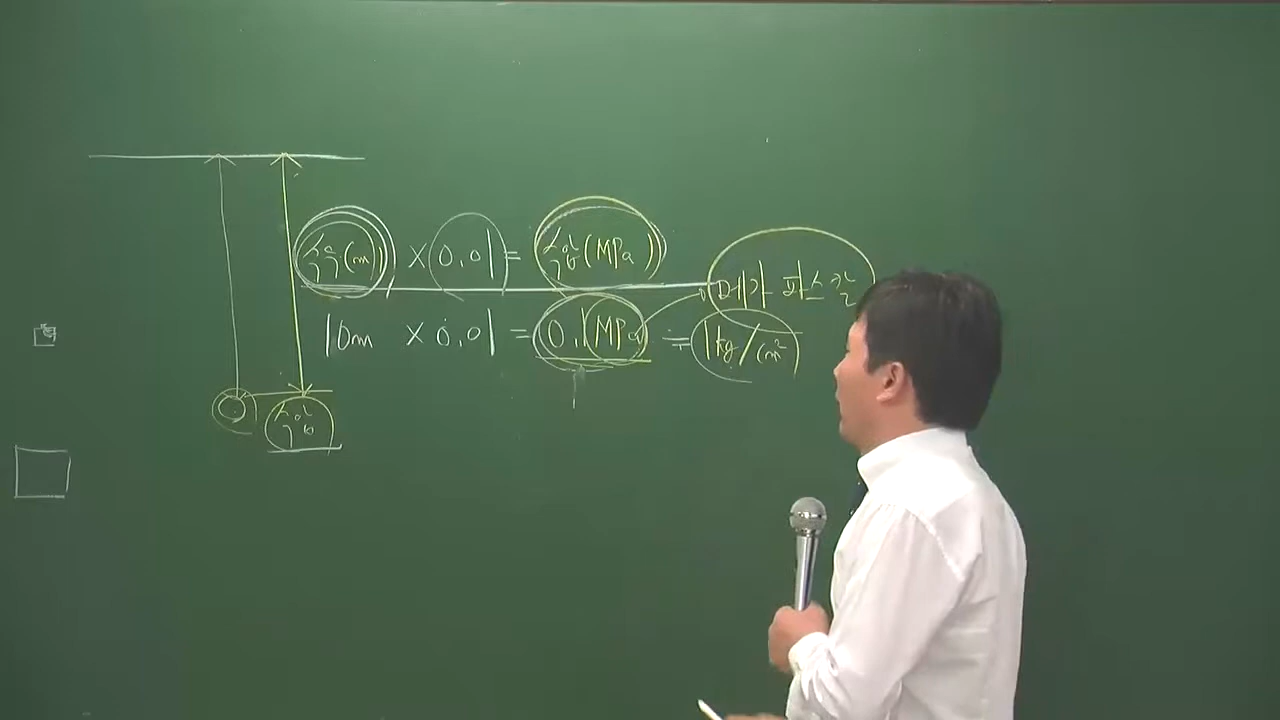 수두(m) × 0.01 = 수압(MPa)
메가 파스칼
10m × 0.01 = 0.1MPa ≒ 1kg/cm²
수압